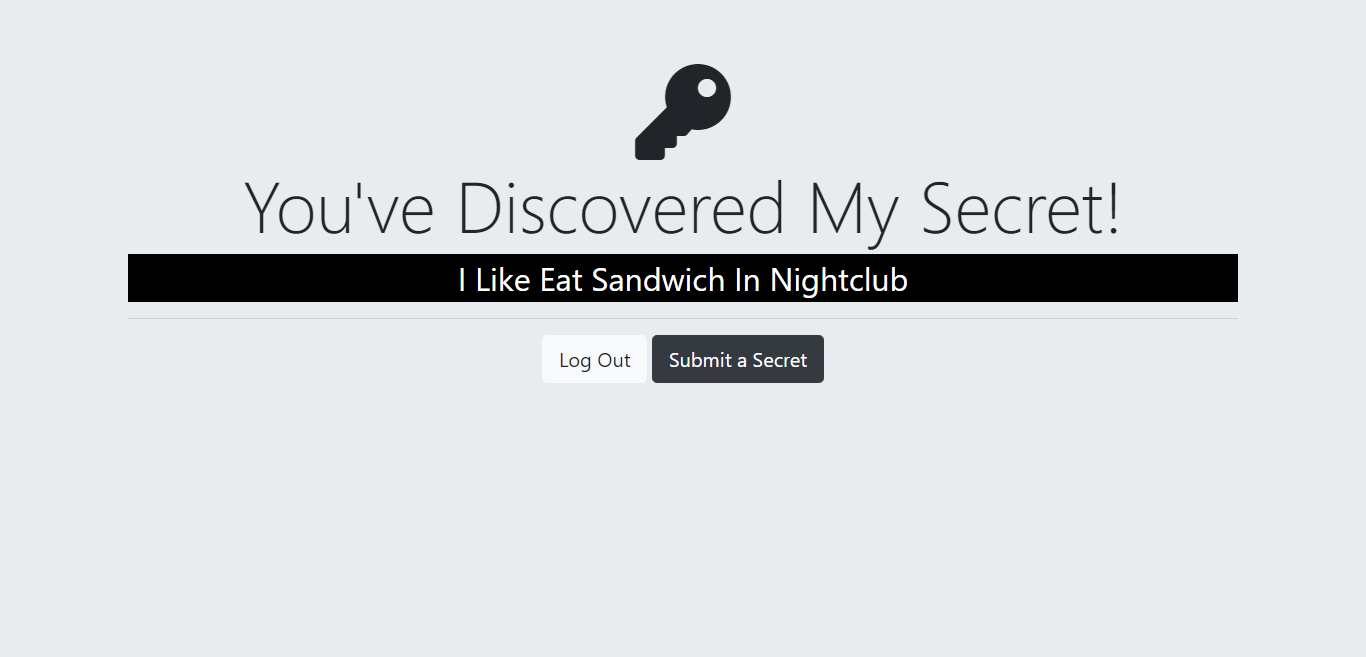 You've Discovered My Secret!
I Like Eat Sandwich In Nightclub
Log Out Submit a Secret